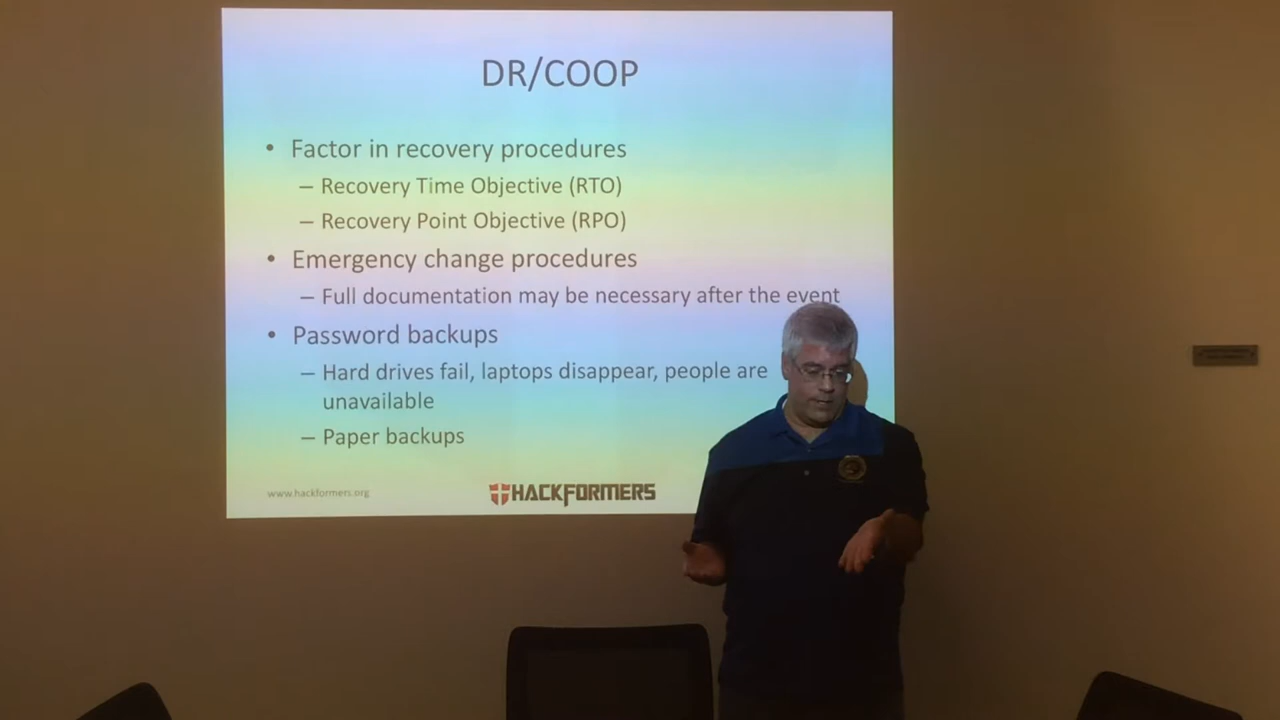 DR/COOP
• Factor in recovery procedures
– Recovery Time Objective (RTO)
– Recovery Point Objective (RPO)
• Emergency change procedures
– Full documentation may be necessary after the event
• Password backups
– Hard drives fail, laptops disappear, people are
unavailable
– Paper backups
www.hackformers.org
HACKFORMERS